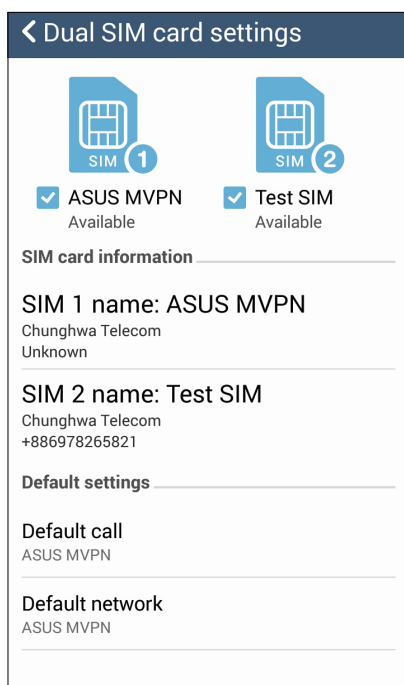 Dual SIM card settings
SIM 1 SIM 2
ASUS MVPN Test SIM
Available Available
SIM card information
SIM 1 name: ASUS MVPN
Chunghwa Telecom
Unknown
SIM 2 name: Test SIM
Chunghwa Telecom
+886978265821
Default settings
Default call
ASUS MVPN
Default network
ASUS MVPN